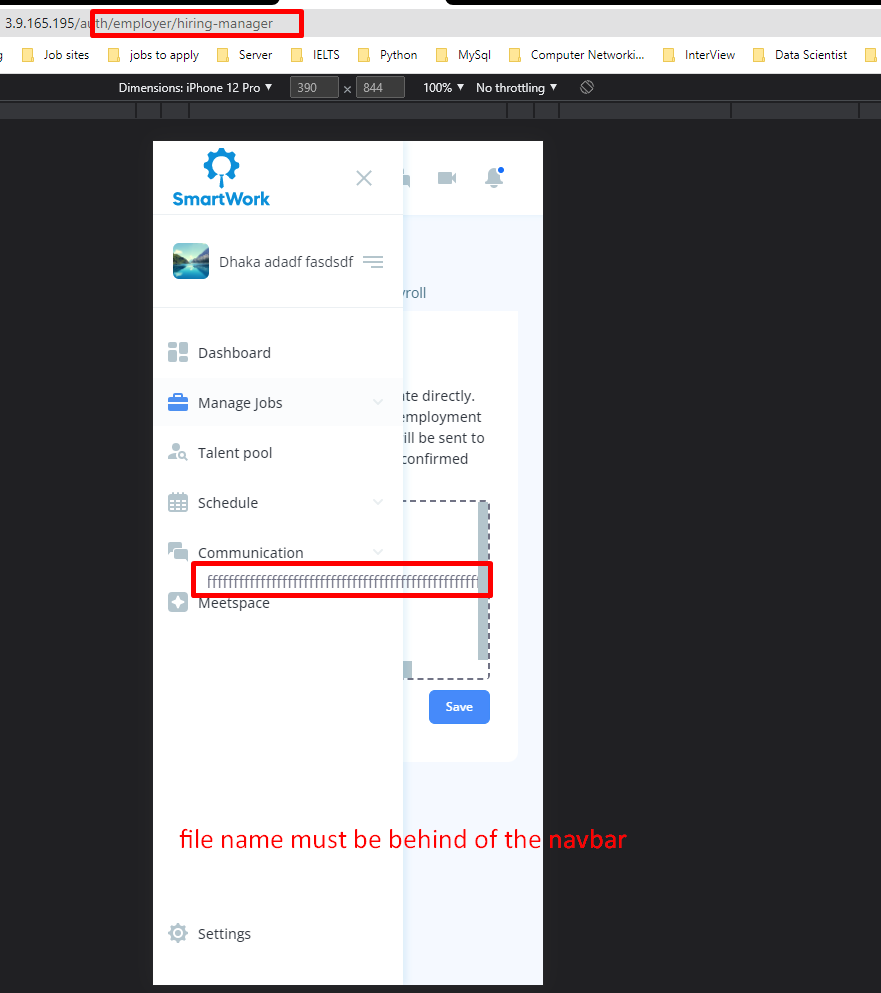 3.9.165.195/auth/employer/hiring-manager
Job sites jobs to apply Server IELTS Python MySql Computer Networki... InterView Data Scientist
Dimensions: iPhone 12 Pro ▼ 390 × 844 100% ▼ No throttling ▼
SmartWork
Dhaka adadf fasdsdf
yroll
Dashboard
ate directly.
Manage Jobs
employment
ill be sent to
Talent pool
confirmed
Schedule
Communication
Meetspace
Save
file name must be behind of the navbar
Settings